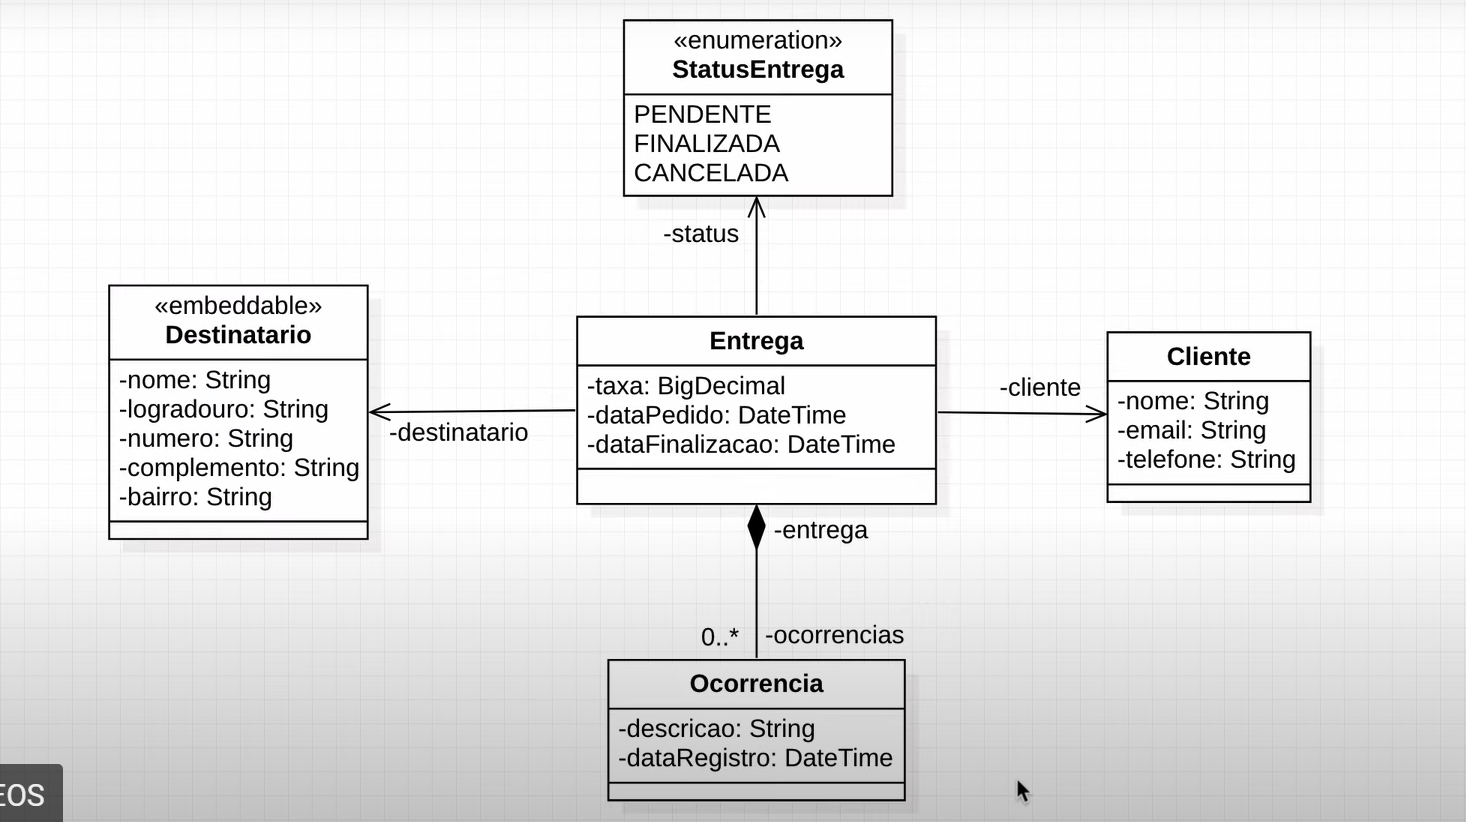 «enumeration»
StatusEntrega
PENDENTE
FINALIZADA
CANCELADA
-status
«embeddable»
Destinatario
-nome: String
-logradouro: String
-numero: String
-complemento: String
-bairro: String
-destinatario
Entrega
-taxa: BigDecimal
-dataPedido: DateTime
-dataFinalizacao: DateTime
-cliente
Cliente
-nome: String
-email: String
-telefone: String
-entrega
0..*
-ocorrencias
Ocorrencia
-descricao: String
-dataRegistro: DateTime
EOS